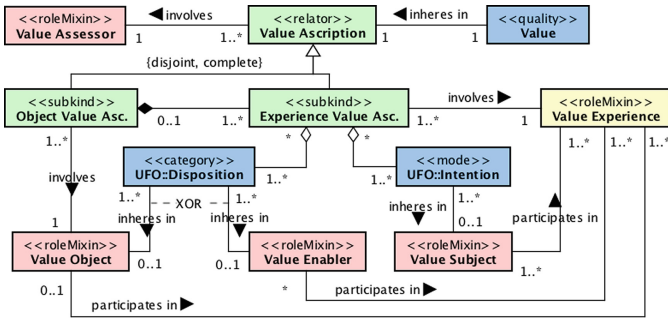 <<roleMixin>>
Value Assessor
involves
1
1..*
<<relator>>
Value Ascription
inheres in
1
1
<<quality>>
Value
{disjoint, complete}
<<subkind>>
Object Value Asc.
0..1
1..*
<<subkind>>
Experience Value Asc.
involves
1..*
1
<<roleMixin>>
Value Experience
1..*
*
*
1..*
1..*
1..*
<<category>>
UFO::Disposition
1..*
<<mode>>
UFO::Intention
1..*
involves
1..*
XOR
1..*
1..*
inheres in
inheres in
inheres in
participates in
1
0..1
<<roleMixin>>
Value Object
0..1
0..1
<<roleMixin>>
Value Enabler
<<roleMixin>>
Value Subject
1..*
0..1
*
participates in
participates in